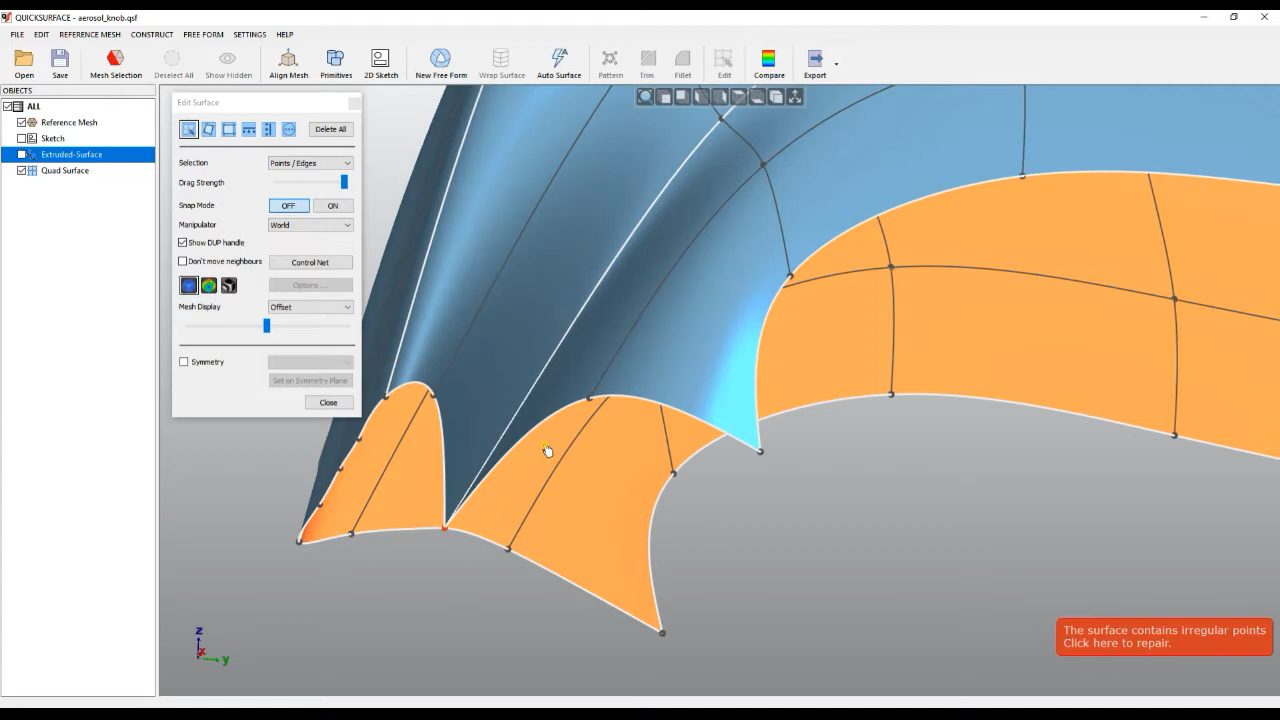 QUICKSURFACE - aerosol_knob.qsf
FILE EDIT REFERENCE MESH CONSTRUCT FREE FORM SETTINGS HELP
Open Save Mesh Selection Deselect All Show Hidden Align Mesh Primitives 2D Sketch New Free Form Wrap Surface Auto Surface Pattern Trim Fillet Edit Compare Export
OBJECTS
ALL
Reference Mesh
Sketch
Extruded-Surface
Quad Surface
Edit Surface
Delete All
Selection Points / Edges
Drag Strength
Snap Mode OFF ON
Manipulator World
Show DUP handle
Don't move neighbours Control Net
Options ...
Mesh Display Offset
Symmetry
Set on Symmetry Plane
Close
z
x
y
The surface contains irregular points
Click here to repair.